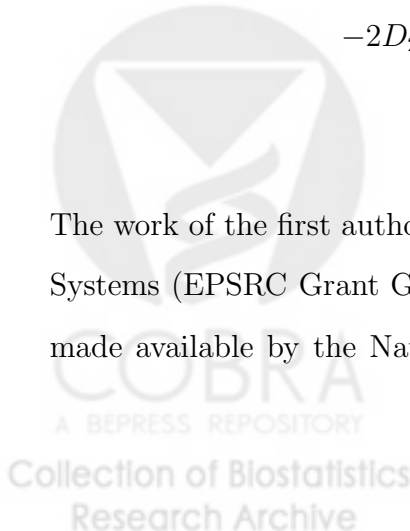 −2D
The work of the first autho
Systems (EPSRC Grant G
made available by the Na
COBRA
A BEPRESS REPOSITORY
Collection of Biostatistics
Research Archive